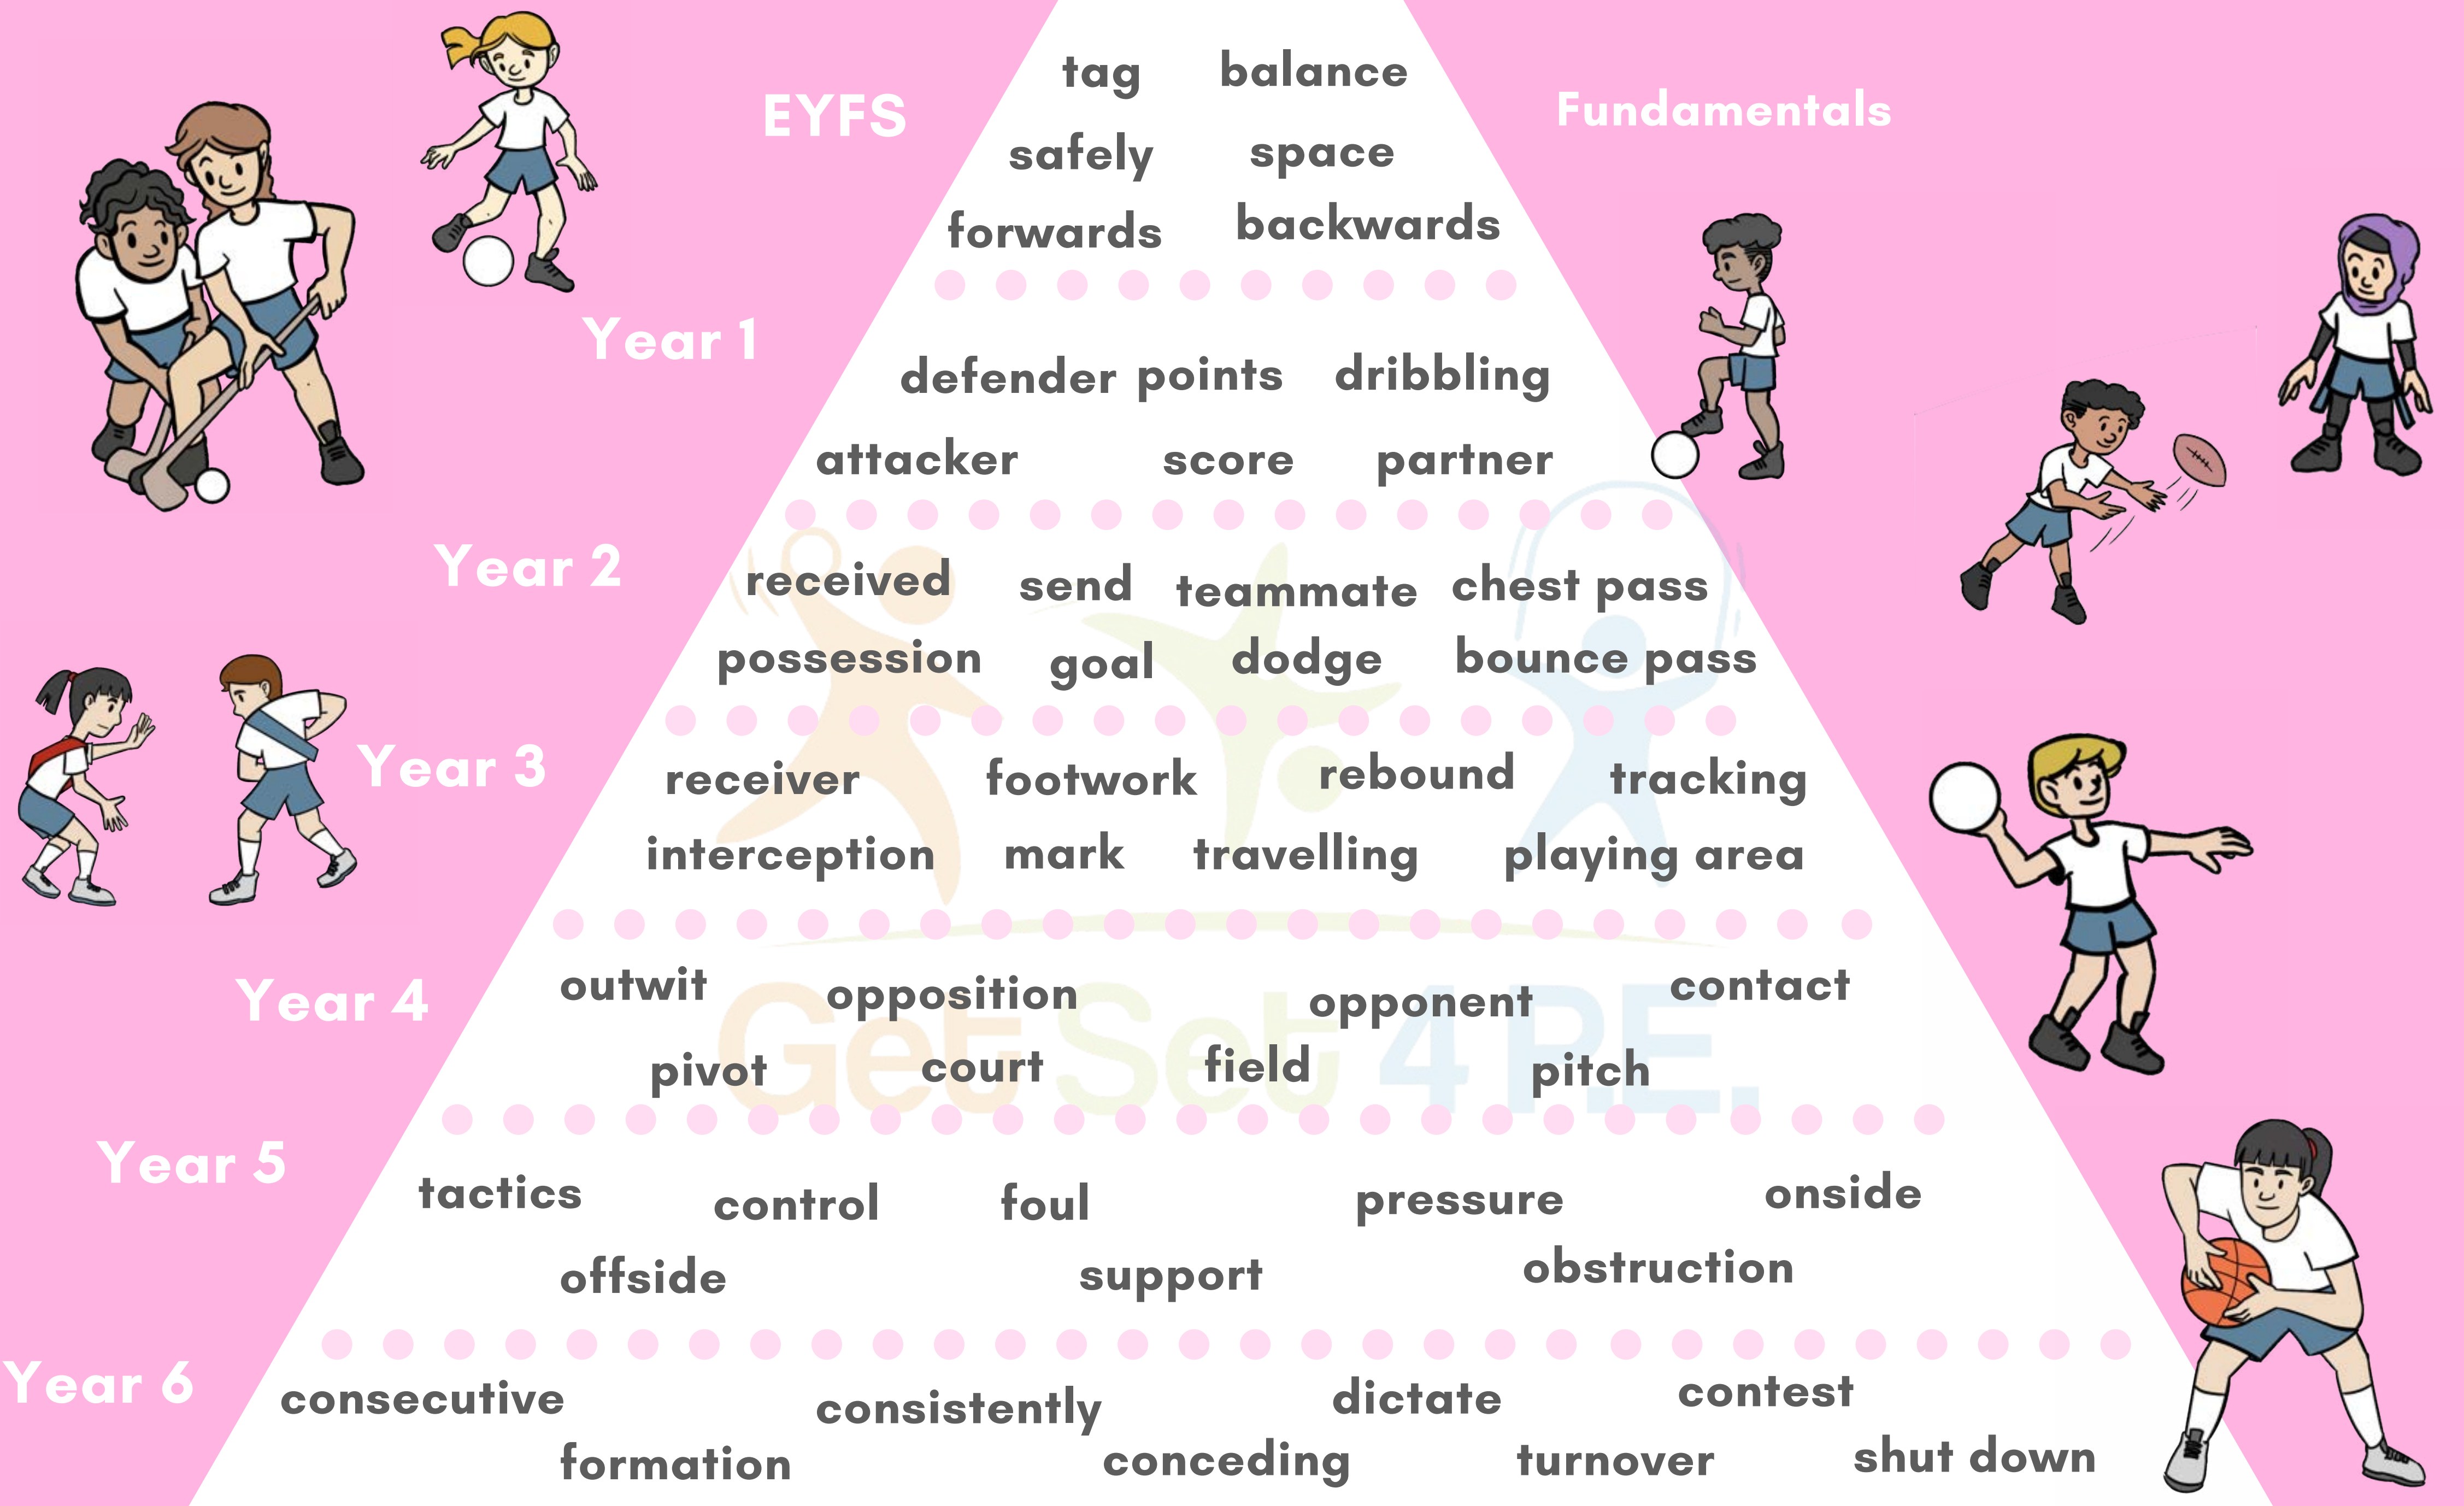 tag balance
EYFS
Fundamentals
safely space
forwards backwards
Year 1
defender points dribbling
attacker score partner
Year 2
received send teammate chest pass
possession goal dodge bounce pass
Year 3
receiver footwork rebound tracking
interception mark travelling playing area
Year 4
outwit opposition opponent contact
Get Set 4 P.E.
pivot court field pitch
Year 5
tactics control foul pressure onside
offside support obstruction
Year 6
consecutive consistently dictate contest
formation conceding turnover shut down